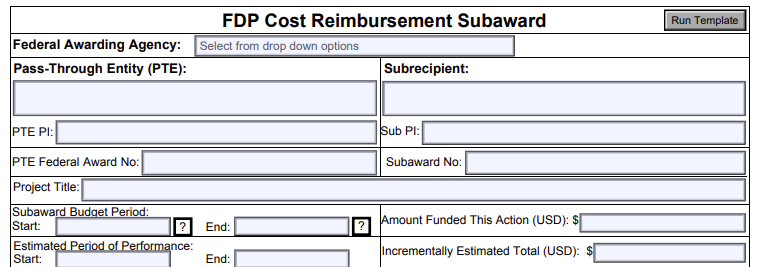 FDP Cost Reimbursement Subaward
Run Template
Federal Awarding Agency: Select from drop down options
Pass-Through Entity (PTE): Subrecipient:
PTE PI: Sub PI:
PTE Federal Award No: Subaward No:
Project Title:
Subaward Budget Period:
Start: ? End: ? Amount Funded This Action (USD): $
Estimated Period of Performance:
Start: End: Incrementally Estimated Total (USD): $